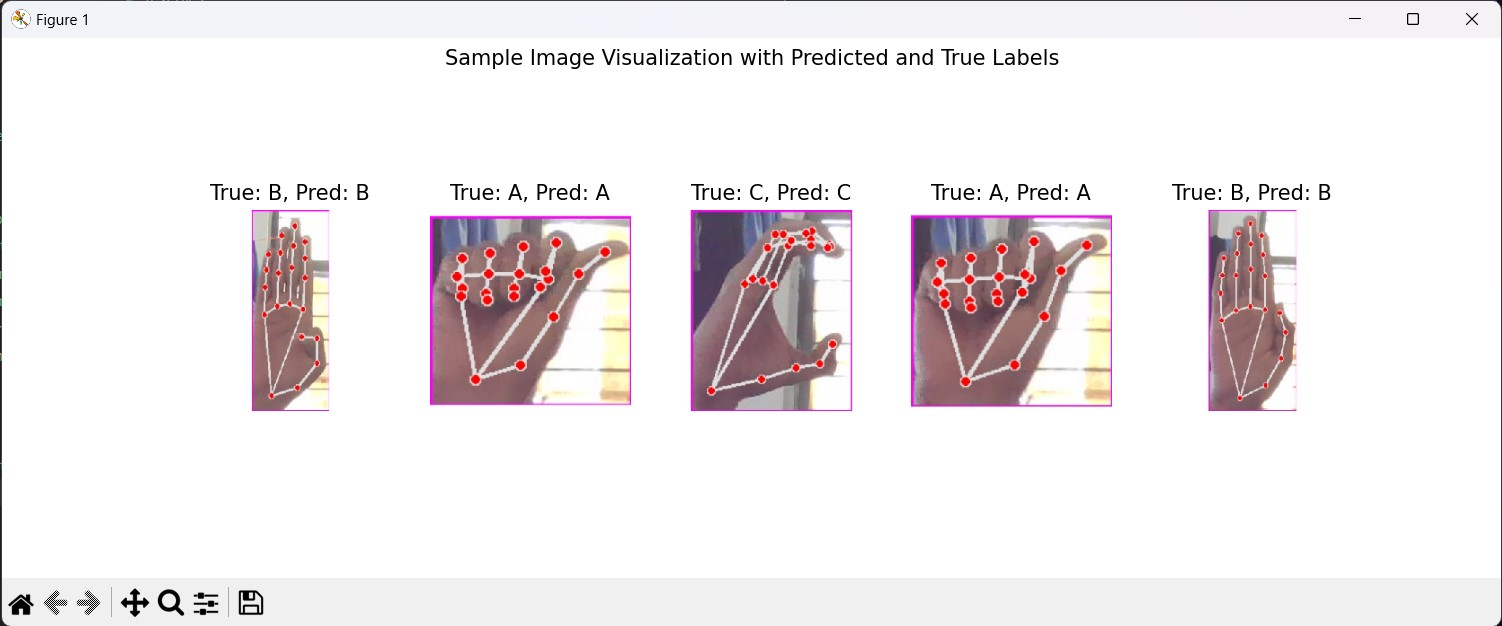 Figure 1
Sample Image Visualization with Predicted and True Labels
True: B, Pred: B
True: A, Pred: A
True: C, Pred: C
True: A, Pred: A
True: B, Pred: B